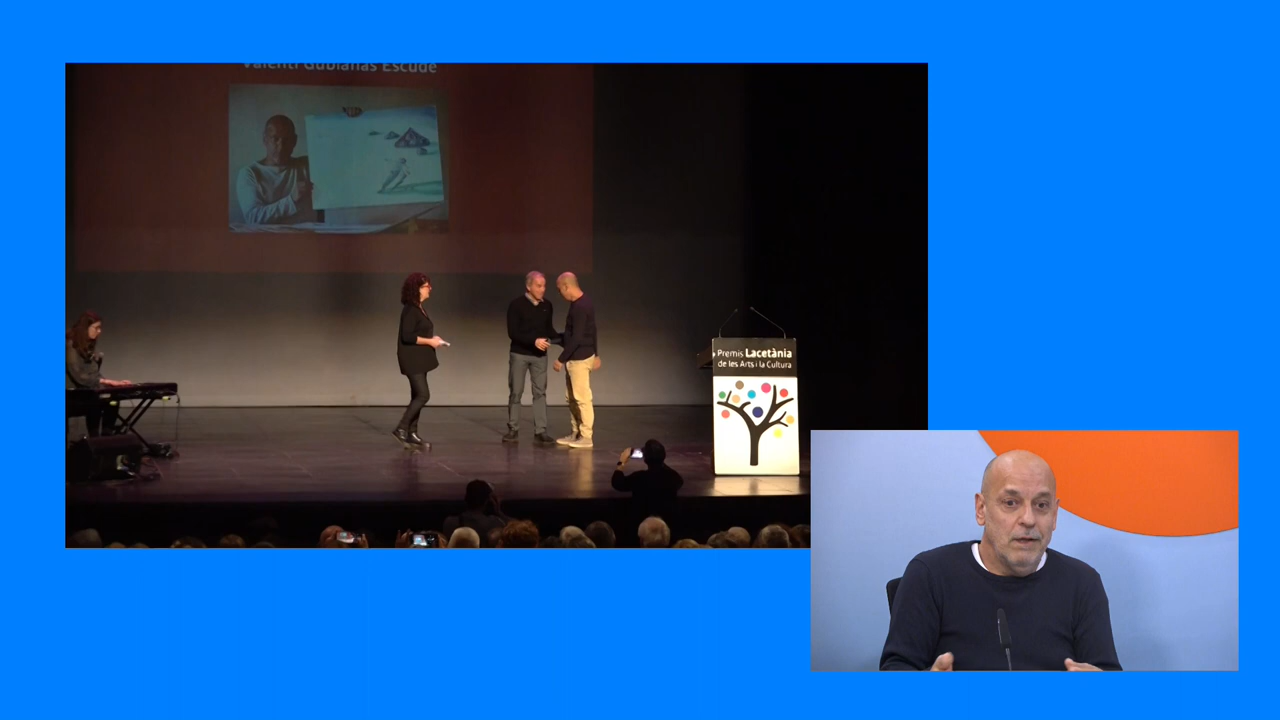 Valentí Gubianas Escudé
Premis Lacetània
de les Arts i la Cultura